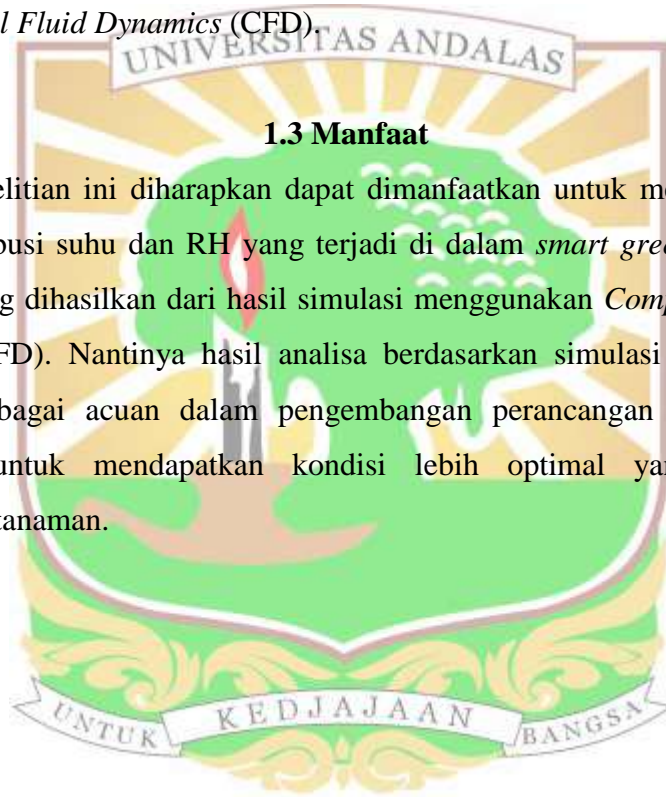 l Fluid Dynamics (CFD).
UNIVERSITAS ANDALAS
1.3 Manfaat
elitian ini diharapkan dapat dimanfaatkan untuk me
ousi suhu dan RH yang terjadi di dalam smart gree
g dihasilkan dari hasil simulasi menggunakan Comp
FD). Nantinya hasil analisa berdasarkan simulasi
bagai acuan dalam pengembangan perancangan
untuk mendapatkan kondisi lebih optimal ya
tanaman.
UNTUK KEDJAJAAN BANGSA